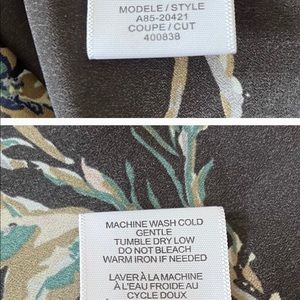 MODELE / STYLE
A85-20421
COUPE / CUT
400838
MACHINE WASH COLD
GENTLE
TUMBLE DRY LOW
DO NOT BLEACH
WARM IRON IF NEEDED
LAVER À LA MACHINE
À L'EAU FROIDE AU
CYCLE DOUX